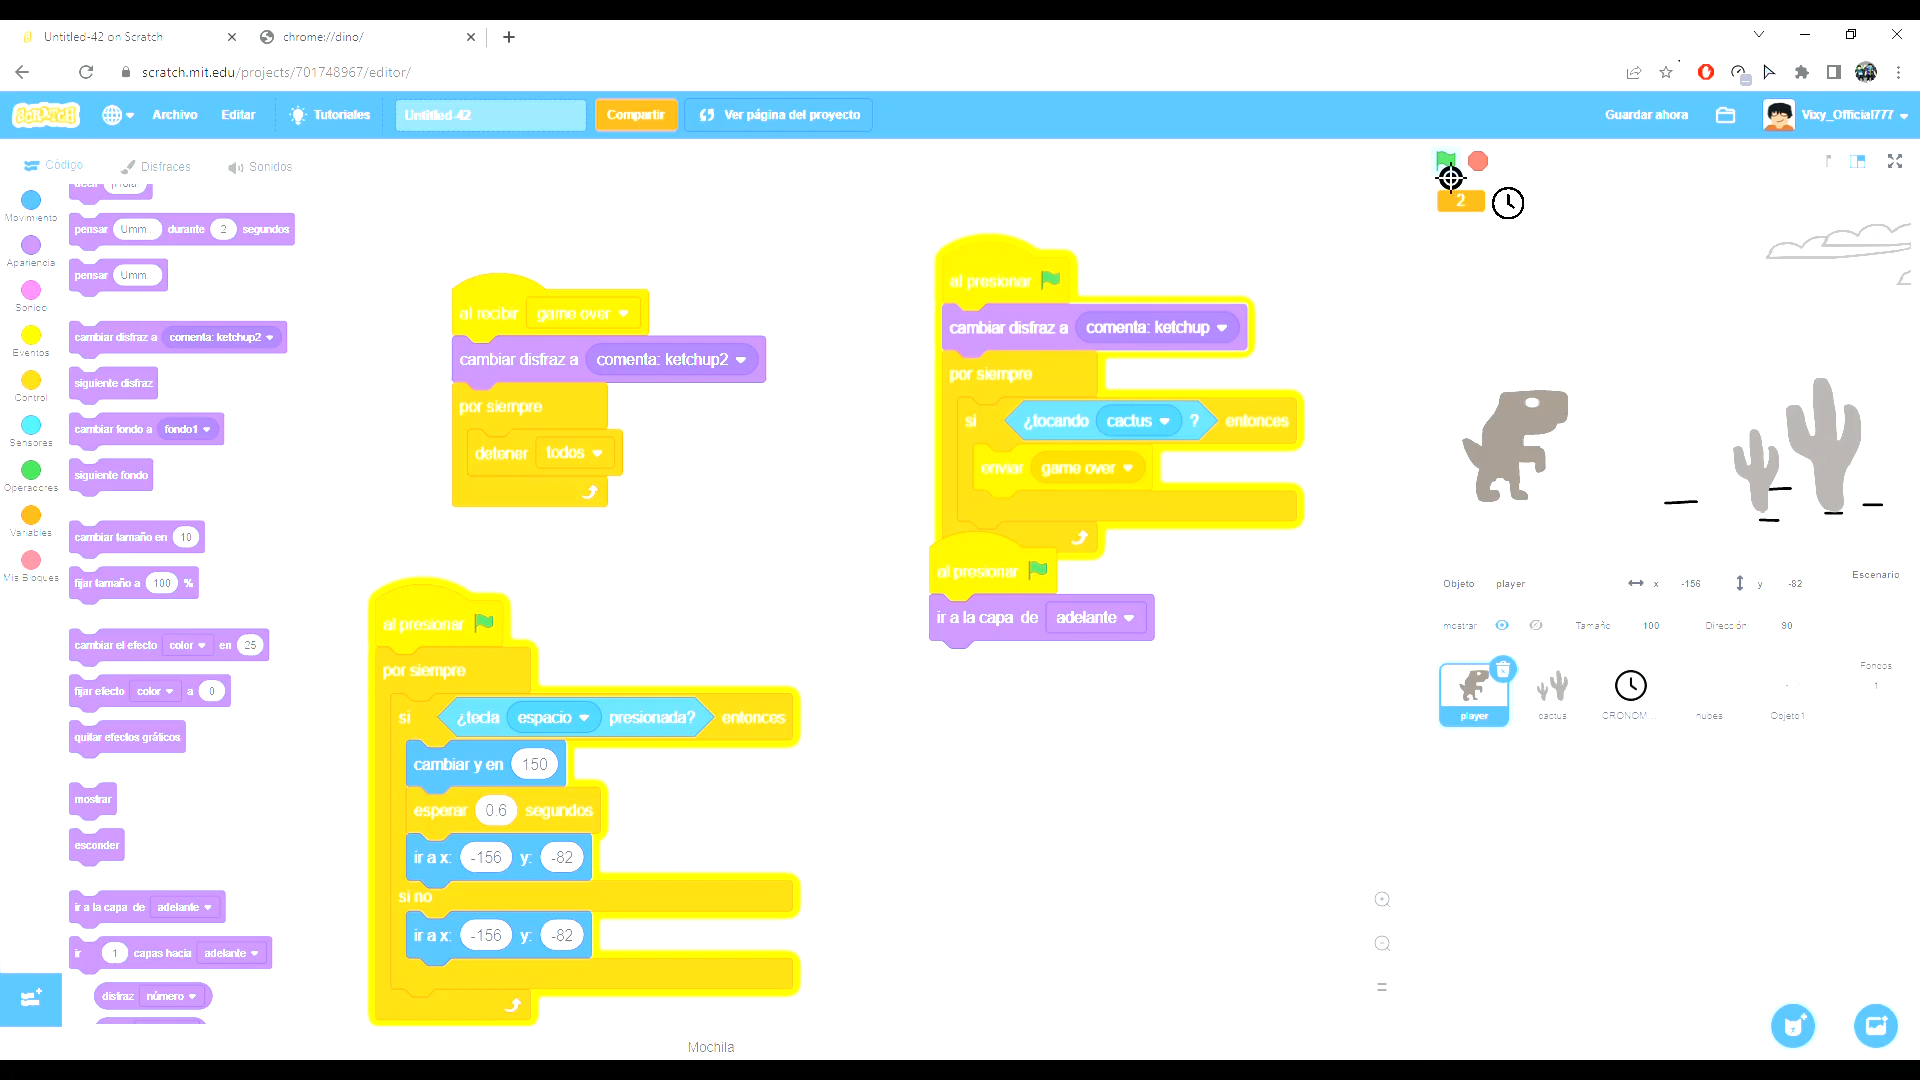 Untitled-42 on Scratch
chrome://dino/
scratch.mit.edu/projects/701748967/editor/
SCRATCH
Archivo
Editar
Tutoriales
Untitled-42
Compartir
Ver página del proyecto
Guardar ahora
Vixy_Official777
Código
Disfraces
Sonidos
Movimiento
Apariencia
Sonido
Eventos
Control
Sensores
Operadores
Variables
Mis Bloques
pensar Umm... durante 2 segundos
pensar Umm...
cambiar disfraz a comenta: ketchup2
siguiente disfraz
cambiar fondo a fondo1
siguiente fondo
cambiar tamaño en 10
fijar tamaño a 100 %
cambiar el efecto color en 25
fijar efecto color a 0
quitar efectos gráficos
mostrar
esconder
ir a la capa de adelante
ir 1 capas hacia adelante
disfraz número
al recibir game over
cambiar disfraz a comenta: ketchup2
por siempre
detener todos
al presionar
por siempre
si ¿tecla espacio presionada? entonces
cambiar y en 150
esperar 0.6 segundos
ir a x: -156 y: -82
si no
ir a x: -156 y: -82
al presionar
cambiar disfraz a comenta: ketchup
por siempre
si ¿tocando cactus ? entonces
enviar game over
al presionar
ir a la capa de adelante
2
Objeto player x -156 y -82
mostrar Tamaño 100 Dirección 90
Escenario
Fondos
1
player
cactus
CRONOM...
nubes
Objeto1
Mochila